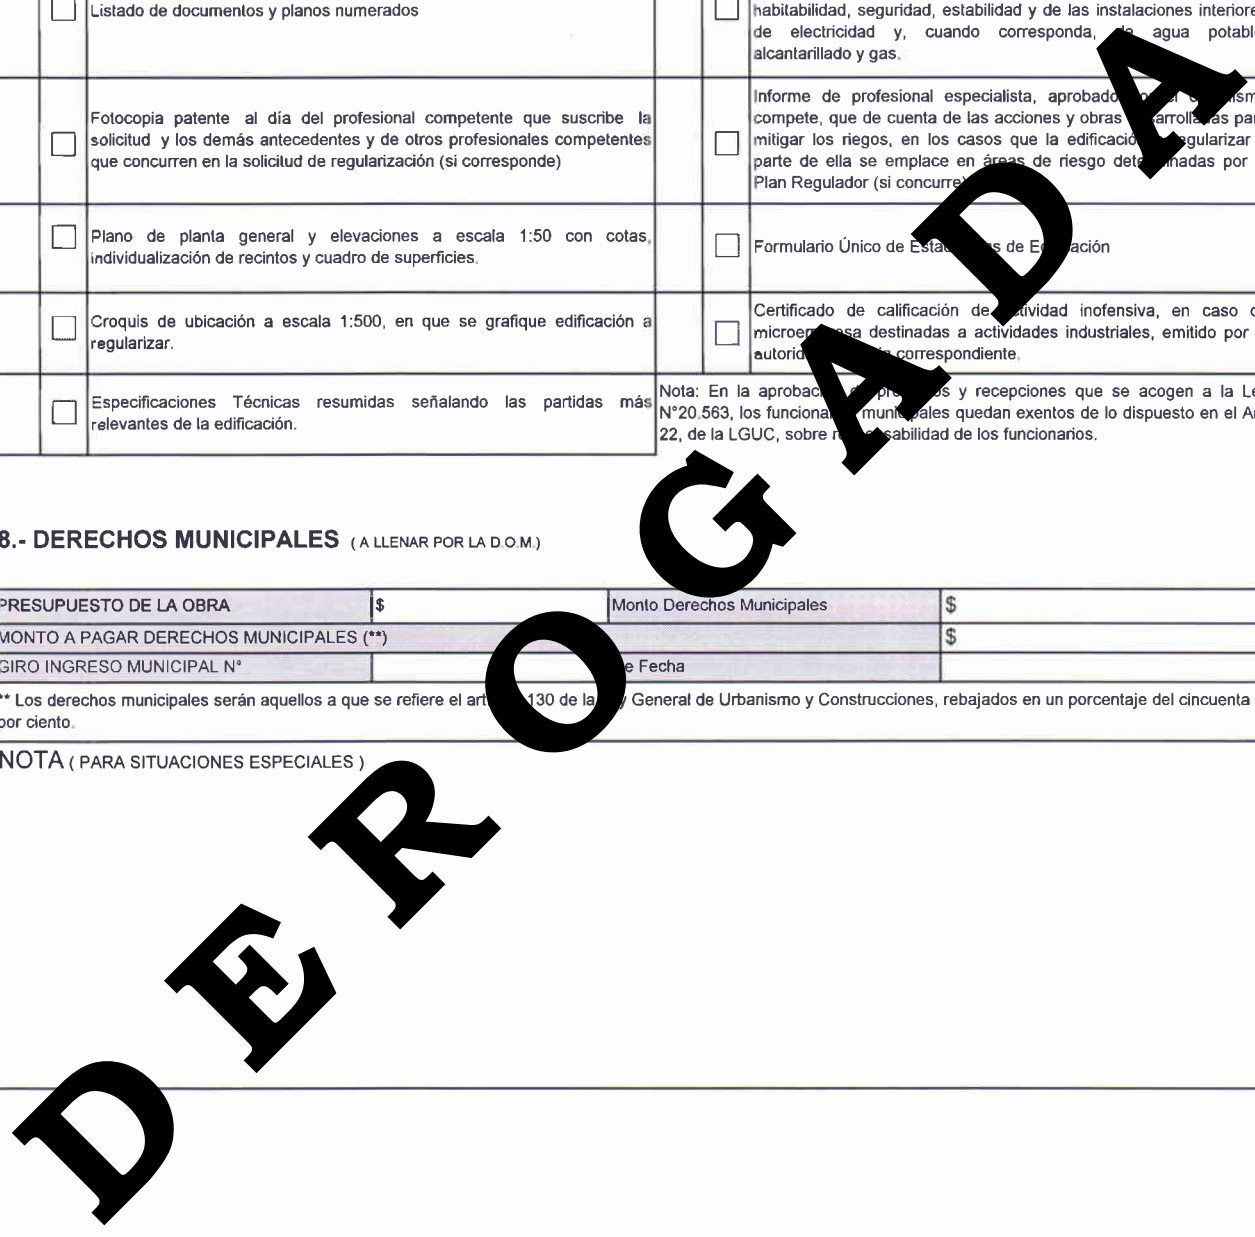 Listado de documentos y planos numerados
habitabilidad, seguridad, estabilidad y de las instalaciones
de electricidad y, cuando corresponda, agua
alcantarillado y gas.
Fotocopia patente al día del profesional competente que suscribe la
solicitud y los demás antecedentes y de otros profesionales competentes
que concurren en la solicitud de regularización (si corresponde)
Informe de profesional especialista, aprobado
compete, que de cuenta de las acciones y obras
mitigar los riegos, en los casos que la
parte de ella se emplace en áreas de riesgo por
Plan Regulador (si concurre)
Plano de planta general y elevaciones a escala 1:50 con cotas,
individualización de recintos y cuadro de superficies.
Formulario Único de de
Croquis de ubicación a escala 1:500, en que se grafique edificación a
regularizar.
Certificado de calificación de inofensiva, en caso
destinadas a actividades industriales, emitido por
correspondiente.
Especificaciones Técnicas resumidas señalando las partidas más
relevantes de la edificación.
Nota: En la y recepciones que se acogen a la
N°20.563, los quedan exentos de lo dispuesto en el
22, de la LGUC, sobre de los funcionarios.
8.- DERECHOS MUNICIPALES ( A LLENAR POR LA D.O.M.)
PRESUPUESTO DE LA OBRA $ Monto Derechos Municipales $
MONTO A PAGAR DERECHOS MUNICIPALES (**) $
GIRO INGRESO MUNICIPAL N° Fecha
** Los derechos municipales serán aquellos a que se refiere el 130 de la General de Urbanismo y Construcciones, rebajados en un porcentaje del cincuenta
por ciento.
NOTA ( PARA SITUACIONES ESPECIALES )
DEROGADA